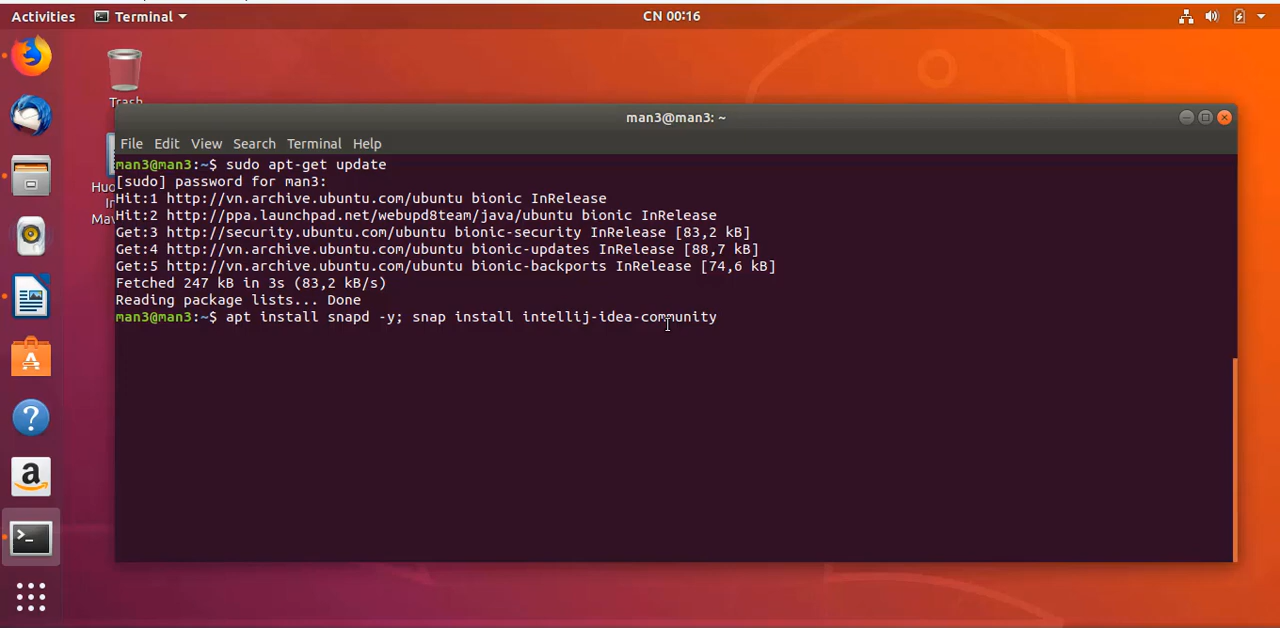 Activities Terminal CN 00:16
Trash
Hud
In
Mav
man3@man3: ~
File Edit View Search Terminal Help
man3@man3:~$ sudo apt-get update
[sudo] password for man3:
Hit:1 http://vn.archive.ubuntu.com/ubuntu bionic InRelease
Hit:2 http://ppa.launchpad.net/webupd8team/java/ubuntu bionic InRelease
Get:3 http://security.ubuntu.com/ubuntu bionic-security InRelease [83,2 kB]
Get:4 http://vn.archive.ubuntu.com/ubuntu bionic-updates InRelease [88,7 kB]
Get:5 http://vn.archive.ubuntu.com/ubuntu bionic-backports InRelease [74,6 kB]
Fetched 247 kB in 3s (83,2 kB/s)
Reading package lists... Done
man3@man3:~$ apt install snapd -y; snap install intellij-idea-community